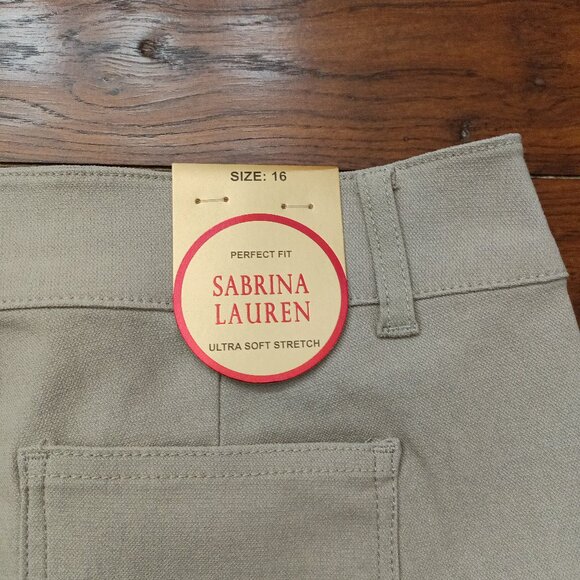 SIZE: 16
PERFECT FIT
SABRINA
LAUREN
ULTRA SOFT STRETCH